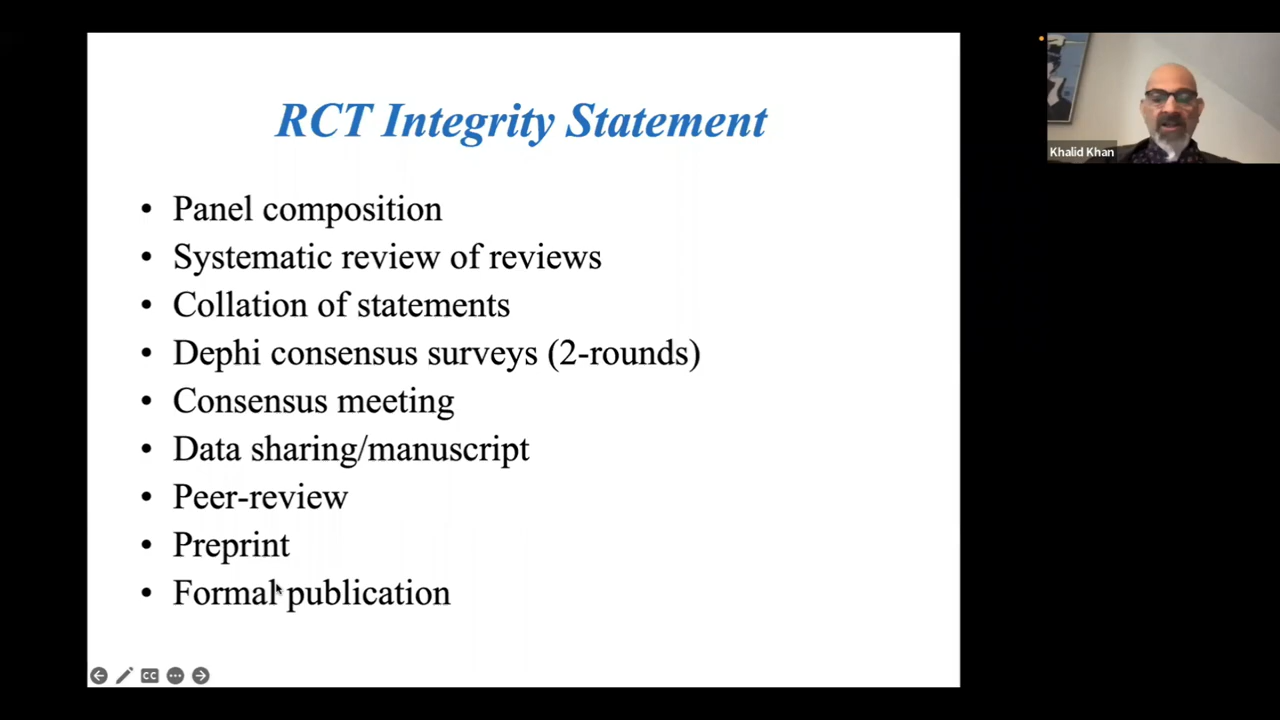 RCT Integrity Statement
• Panel composition
• Systematic review of reviews
• Collation of statements
• Dephi consensus surveys (2-rounds)
• Consensus meeting
• Data sharing/manuscript
• Peer-review
• Preprint
• Formal publication
Khalid Khan
CC